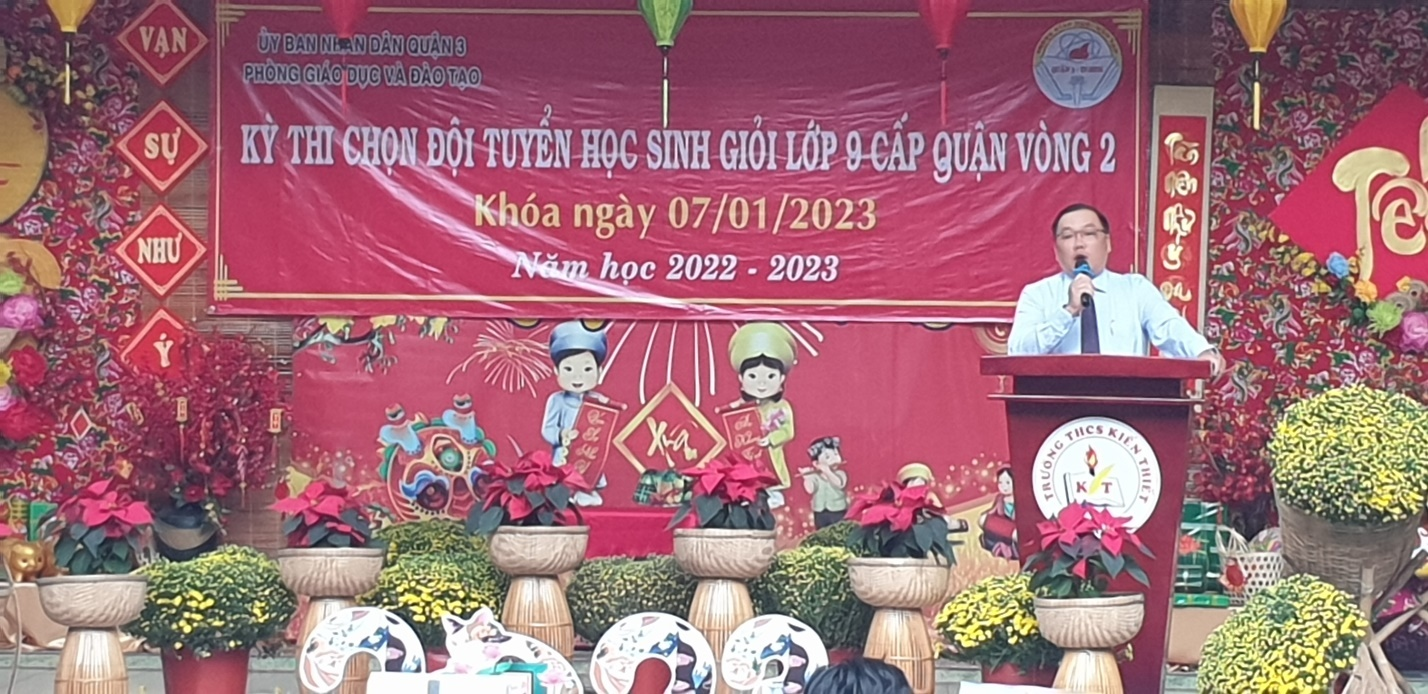 ỦY BAN NHÂN DÂN QUẬN 3
PHÒNG GIÁO DỤC VÀ ĐÀO TẠO
KỲ THI CHỌN ĐỘI TUYỂN HỌC SINH GIỎI LỚP 9 CẤP QUẬN VÒNG 2
Khóa ngày 07/01/2023
Năm học 2022 - 2023
VẠN
SỰ
NHƯ
Ý
Xuân
TRƯỜNG THCS KIẾN THIẾT
K T